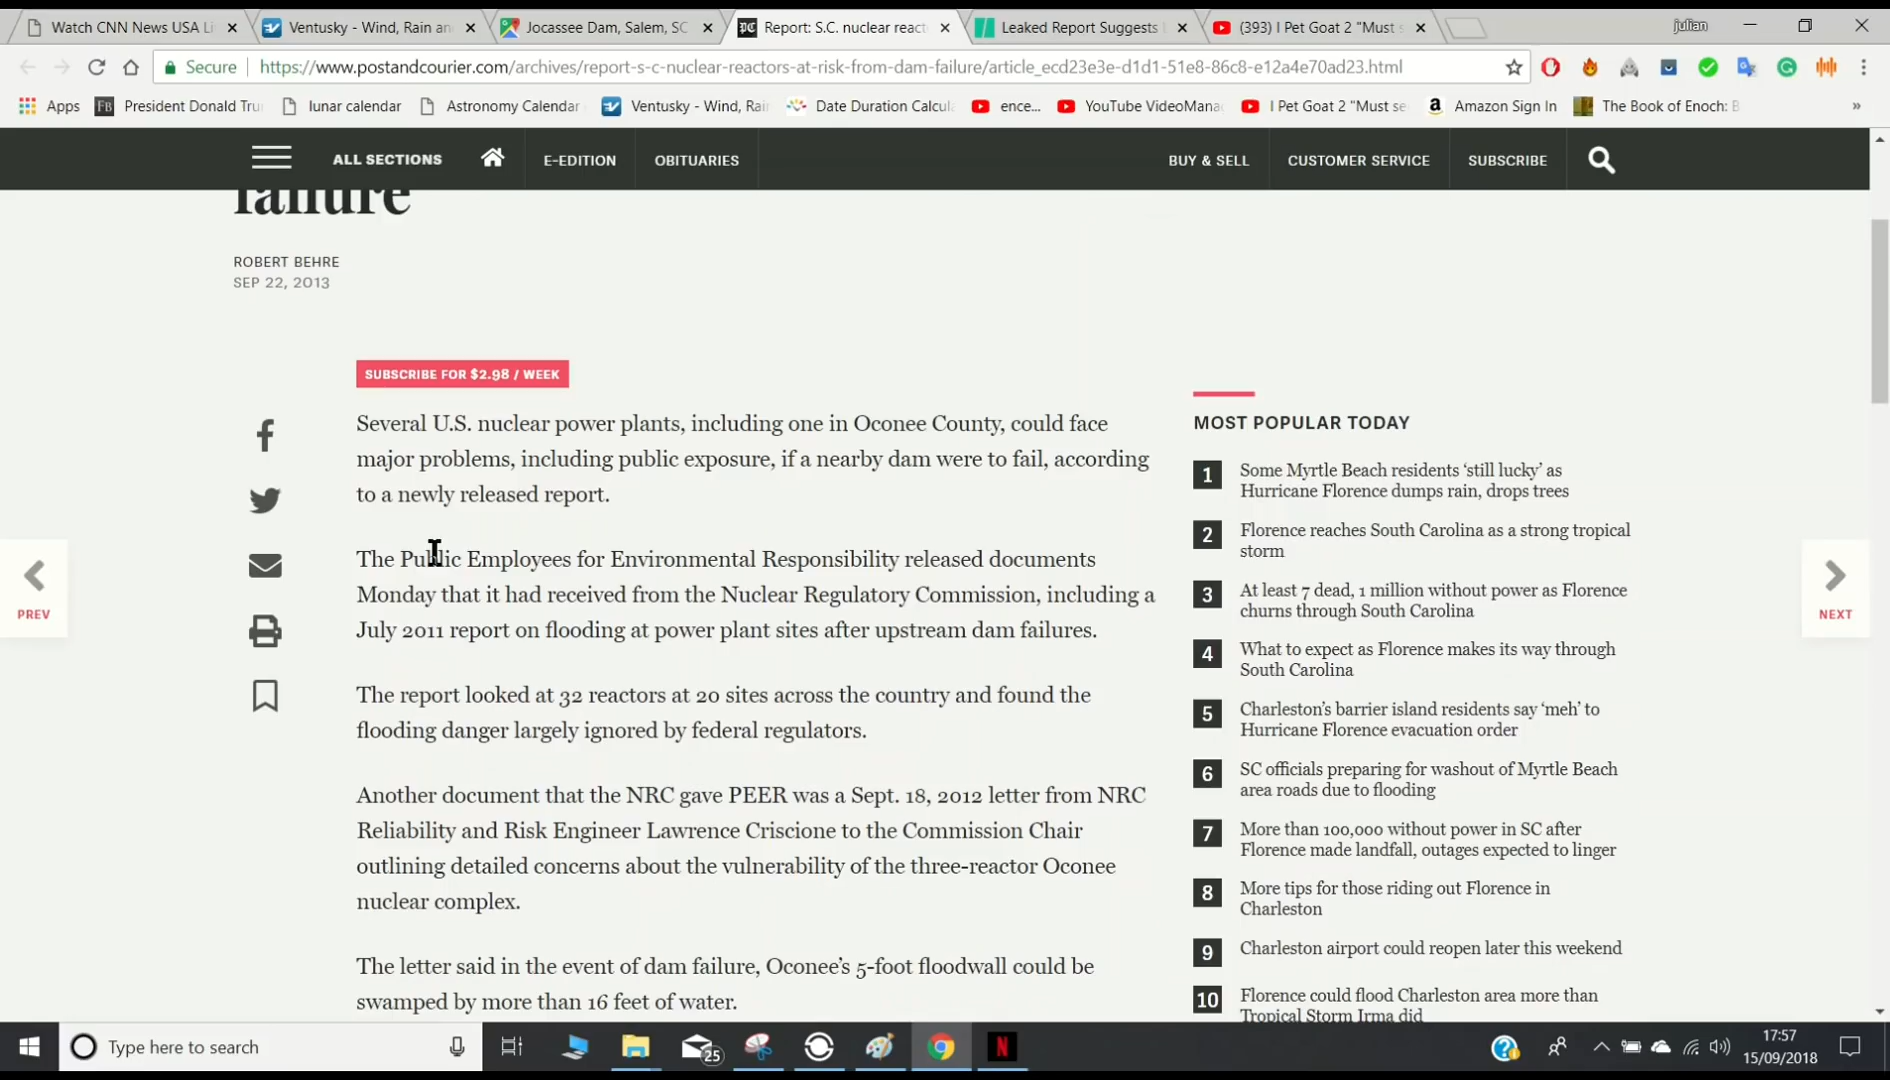 Watch CNN News USA Li
Ventusky - Wind, Rain an
Jocassee Dam, Salem, SC
PC
Report: S.C. nuclear react
Leaked Report Suggests
(393) I Pet Goat 2 "Must s
julian
Secure
https://www.postandcourier.com/archives/report-s-c-nuclear-reactors-at-risk-from-dam-failure/article_ecd23e3e-d1d1-51e8-86c8-e12a4e70ad23.html
Apps
FB President Donald Tru
lunar calendar
Astronomy Calendar
Ventusky - Wind, Rai
Date Duration Calcul
ence...
YouTube VideoMana
I Pet Goat 2 "Must se
Amazon Sign In
The Book of Enoch: B
ALL SECTIONS
E-EDITION
OBITUARIES
BUY & SELL
CUSTOMER SERVICE
SUBSCRIBE
failure
ROBERT BEHRE
SEP 22, 2013
SUBSCRIBE FOR $2.98 / WEEK
Several U.S. nuclear power plants, including one in Oconee County, could face
major problems, including public exposure, if a nearby dam were to fail, according
to a newly released report.
The Public Employees for Environmental Responsibility released documents
Monday that it had received from the Nuclear Regulatory Commission, including a
July 2011 report on flooding at power plant sites after upstream dam failures.
The report looked at 32 reactors at 20 sites across the country and found the
flooding danger largely ignored by federal regulators.
Another document that the NRC gave PEER was a Sept. 18, 2012 letter from NRC
Reliability and Risk Engineer Lawrence Criscione to the Commission Chair
outlining detailed concerns about the vulnerability of the three-reactor Oconee
nuclear complex.
The letter said in the event of dam failure, Oconee's 5-foot floodwall could be
swamped by more than 16 feet of water.
PREV
NEXT
MOST POPULAR TODAY
1 Some Myrtle Beach residents 'still lucky' as
Hurricane Florence dumps rain, drops trees
2 Florence reaches South Carolina as a strong tropical
storm
3 At least 7 dead, 1 million without power as Florence
churns through South Carolina
4 What to expect as Florence makes its way through
South Carolina
5 Charleston's barrier island residents say 'meh' to
Hurricane Florence evacuation order
6 SC officials preparing for washout of Myrtle Beach
area roads due to flooding
7 More than 100,000 without power in SC after
Florence made landfall, outages expected to linger
8 More tips for those riding out Florence in
Charleston
9 Charleston airport could reopen later this weekend
10 Florence could flood Charleston area more than
Tropical Storm Irma did
Type here to search
25
N
17:57
15/09/2018